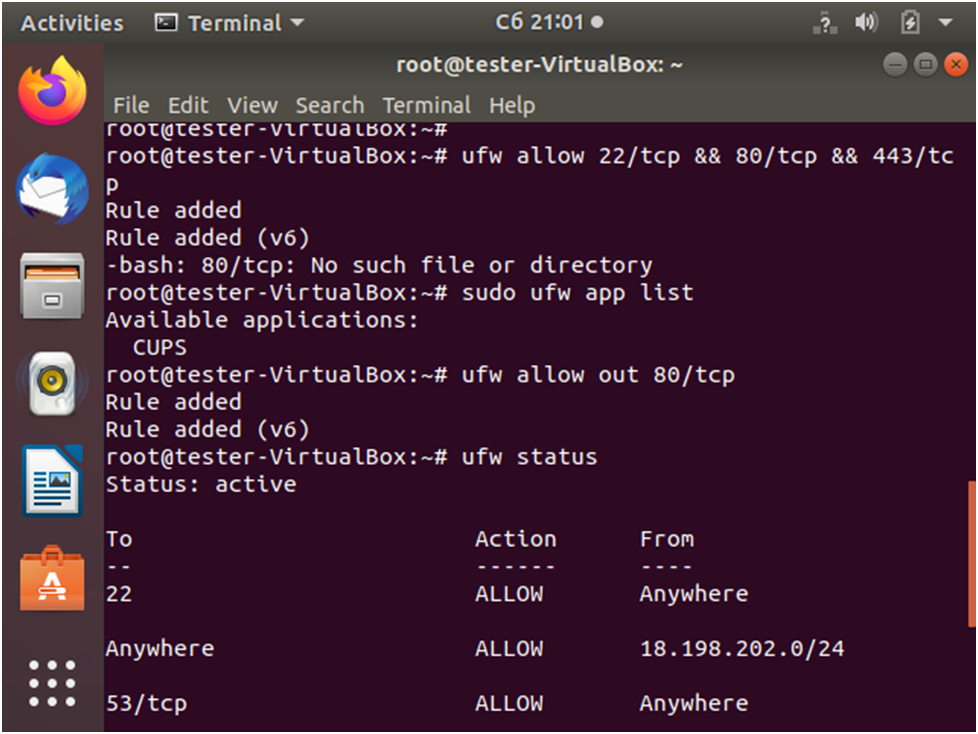 Activities Terminal Сб 21:01
root@tester-VirtualBox: ~
File Edit View Search Terminal Help
root@tester-VirtualBox:~#
root@tester-VirtualBox:~# ufw allow 22/tcp && 80/tcp && 443/tc
p
Rule added
Rule added (v6)
-bash: 80/tcp: No such file or directory
root@tester-VirtualBox:~# sudo ufw app list
Available applications:
  CUPS
root@tester-VirtualBox:~# ufw allow out 80/tcp
Rule added
Rule added (v6)
root@tester-VirtualBox:~# ufw status
Status: active
To Action From
-- ------ ----
22 ALLOW Anywhere
Anywhere ALLOW 18.198.202.0/24
53/tcp ALLOW Anywhere